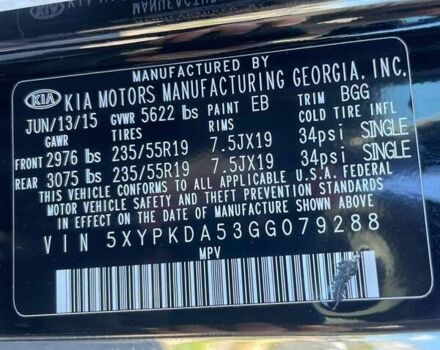 MANUFACTURED BY
KIA KIA MOTORS MANUFACTURING GEORGIA, INC.
JUN/13/15 GVWR 5622 lbs PAINT EB TRIM BGG
GAWR TIRES RIMS COLD TIRE INFL
FRONT 2976 lbs 235/55R19 7.5JX19 34psi SINGLE
REAR 3075 lbs 235/55R19 7.5JX19 34psi SINGLE
THIS VEHICLE CONFORMS TO ALL APPLICABLE U.S.A. FEDERAL
MOTOR VEHICLE SAFETY AND THEFT PREVENTION STANDARDS
IN EFFECT ON THE DATE OF MANUFACTURE SHOWN ABOVE.
VIN 5XYPKDA53GG079288
MPV